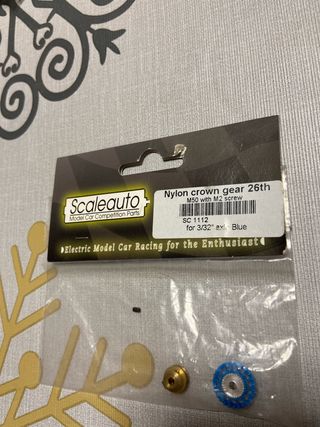 Scaleauto
Model Car Competition Parts
Nylon crown gear 26th
M50 with M2 screw
SC 1112
for 3/32" Blue
Electric Model Car Racing for the Enthusiast